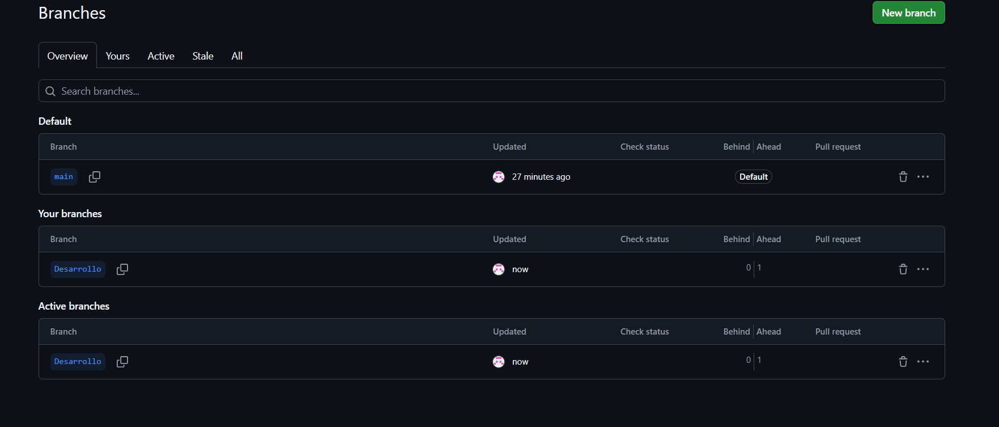 Branches
New branch
Overview Yours Active Stale All
Search branches...
Default
Branch Updated Check status Behind Ahead Pull request
main 27 minutes ago Default
Your branches
Branch Updated Check status Behind Ahead Pull request
Desarrollo now 0 1
Active branches
Branch Updated Check status Behind Ahead Pull request
Desarrollo now 0 1